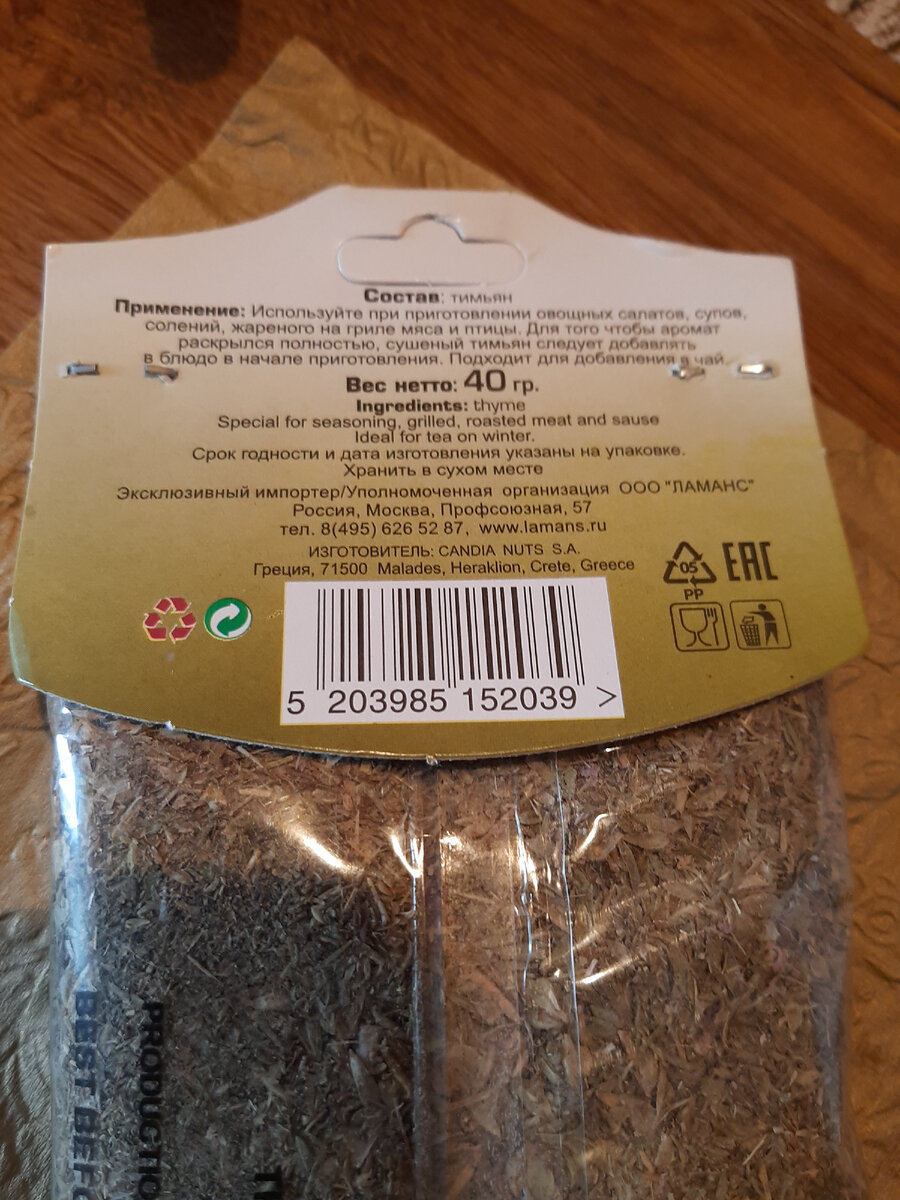 Состав: тимьян
Применение: Используйте при приготовлении овощных салатов, супов,
солений, жареного на гриле мяса и птицы. Для того чтобы аромат
раскрылся полностью, сушеный тимьян следует добавлять
в блюдо в начале приготовления. Подходит для добавления в чай.
Вес нетто: 40 гр.
Ingredients: thyme
Special for seasoning, grilled, roasted meat and sause
Ideal for tea on winter.
Срок годности и дата изготовления указаны на упаковке.
Хранить в сухом месте
Эксклюзивный импортер/Уполномоченная организация ООО "ЛАМАНС"
Россия, Москва, Профсоюзная, 57
тел. 8(495) 626 52 87, www.lamans.ru
ИЗГОТОВИТЕЛЬ: CANDIA NUTS S.A.
Греция, 71500 Malades, Heraklion, Crete, Greece
05
PP
EAC
5 203985 152039 >
PRODUCTIO
BEST BEFO